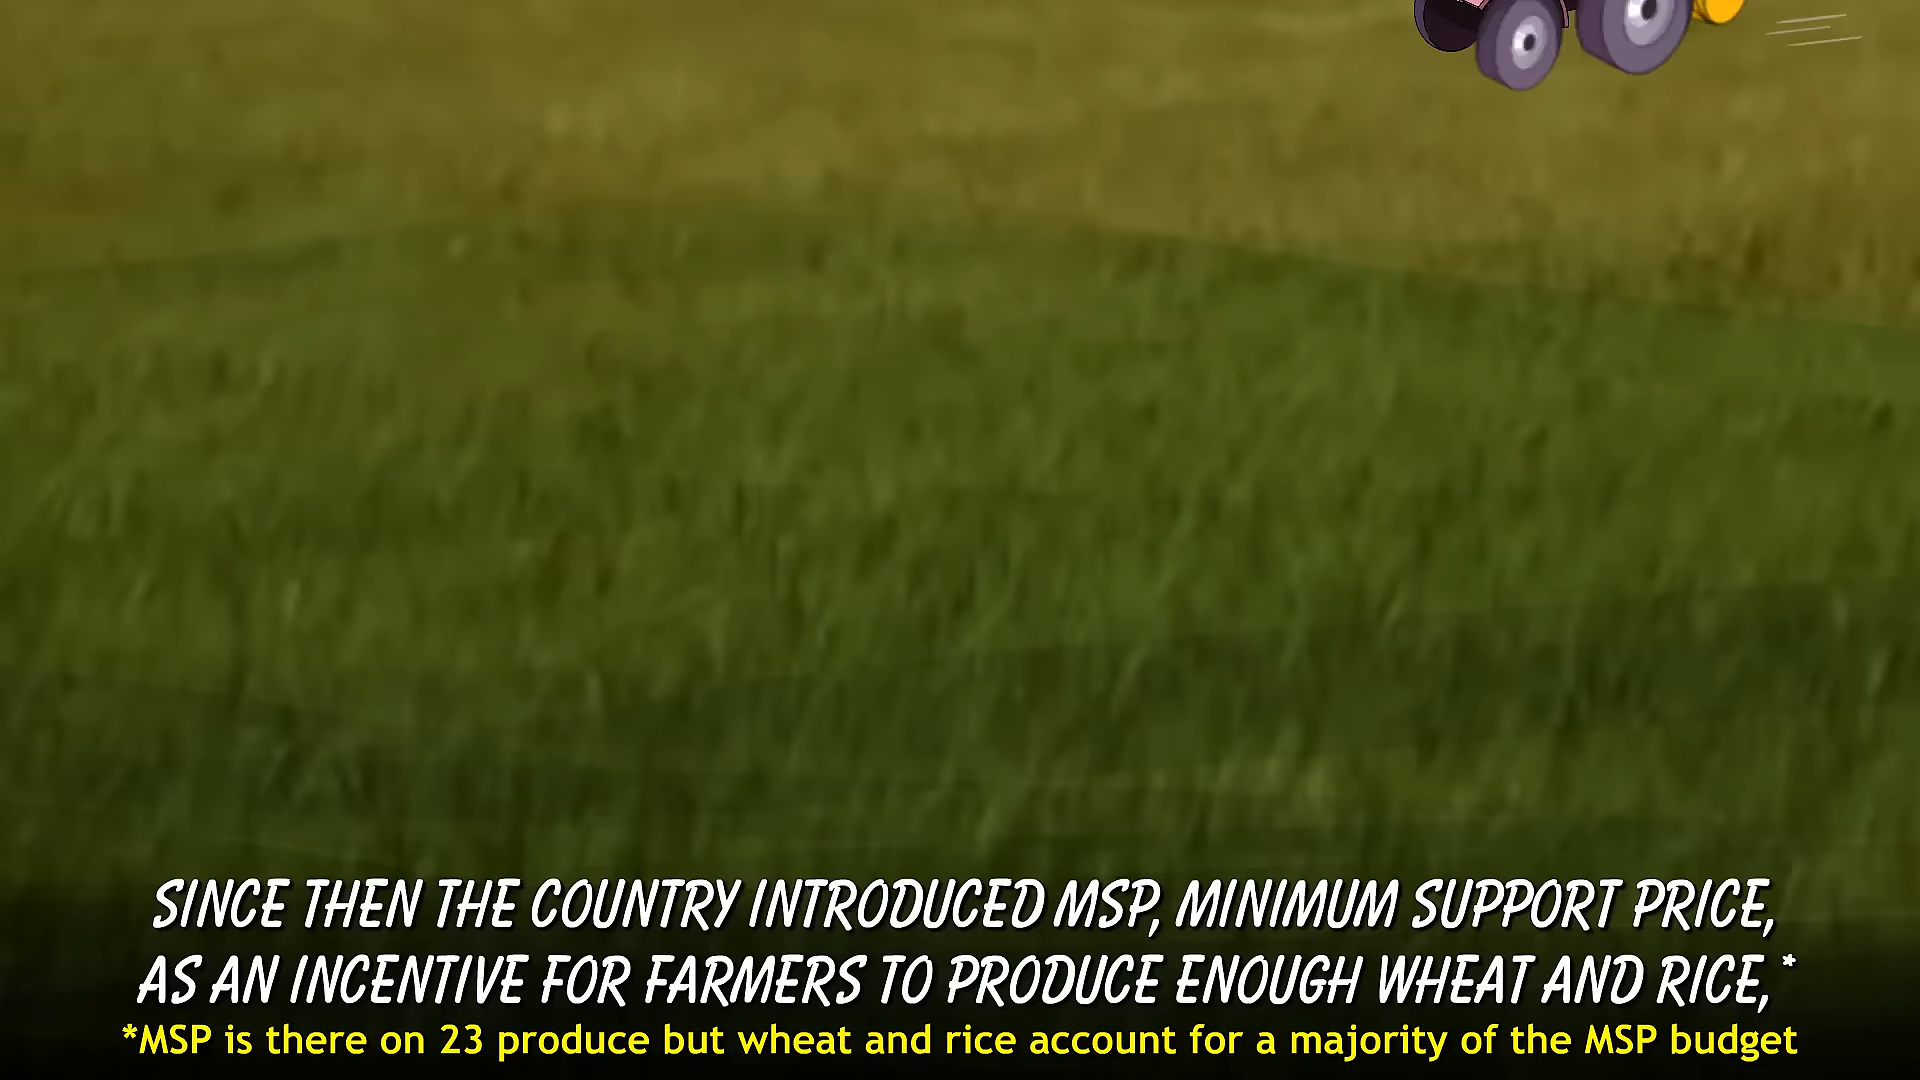 SINCE THEN THE COUNTRY INTRODUCED MSP, MINIMUM SUPPORT PRICE,
AS AN INCENTIVE FOR FARMERS TO PRODUCE ENOUGH WHEAT AND RICE,*
*MSP is there on 23 produce but wheat and rice account for a majority of the MSP budget